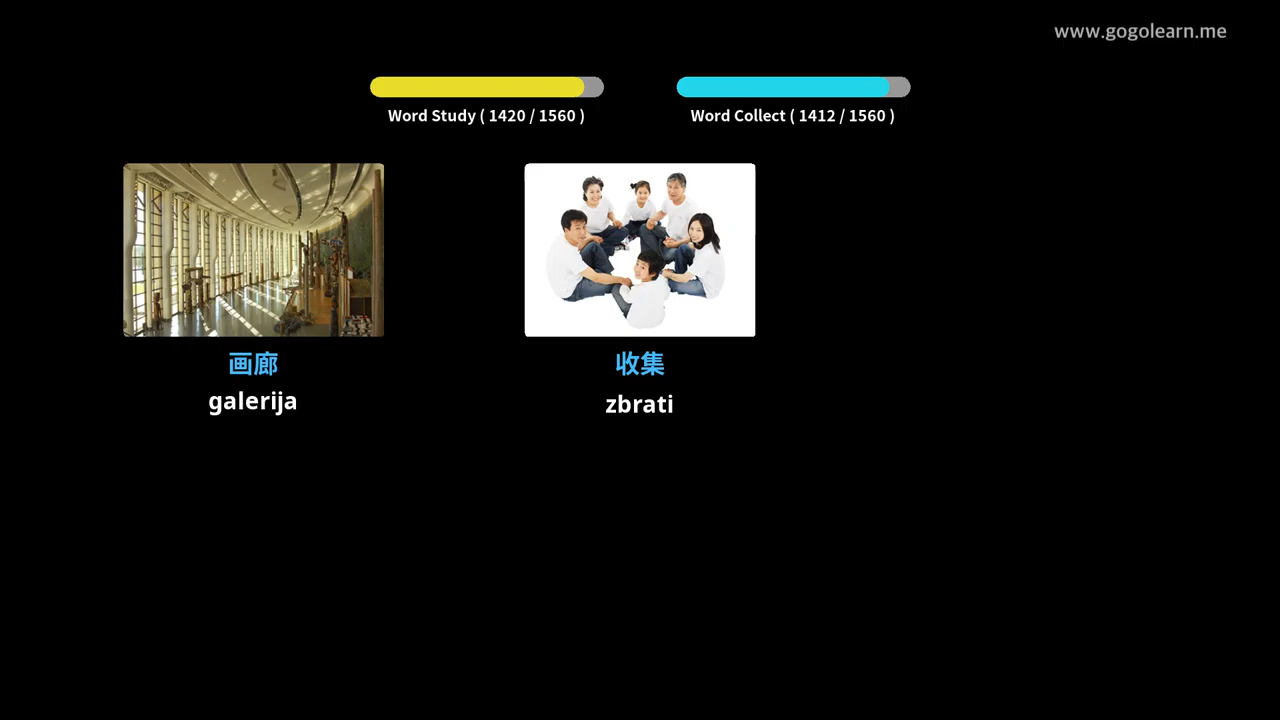 www.gogolearn.me
Word Study ( 1420 / 1560 )
Word Collect ( 1412 / 1560 )
画廊
galerija
收集
zbrati